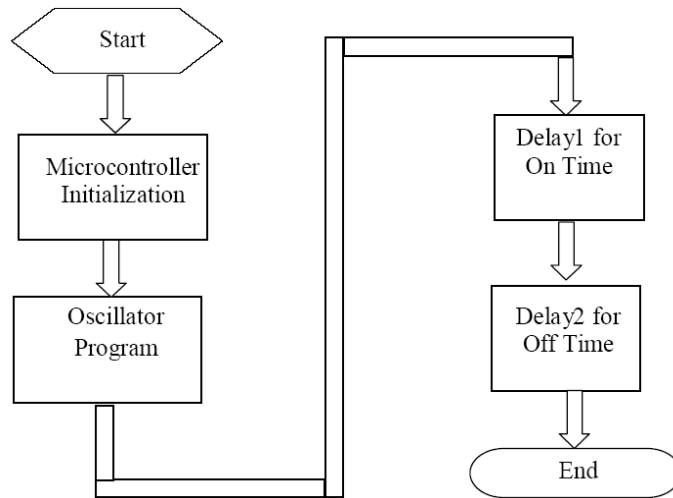 Start
Microcontroller
Initialization
Oscillator
Program
Delay1 for
On Time
Delay2 for
Off Time
End